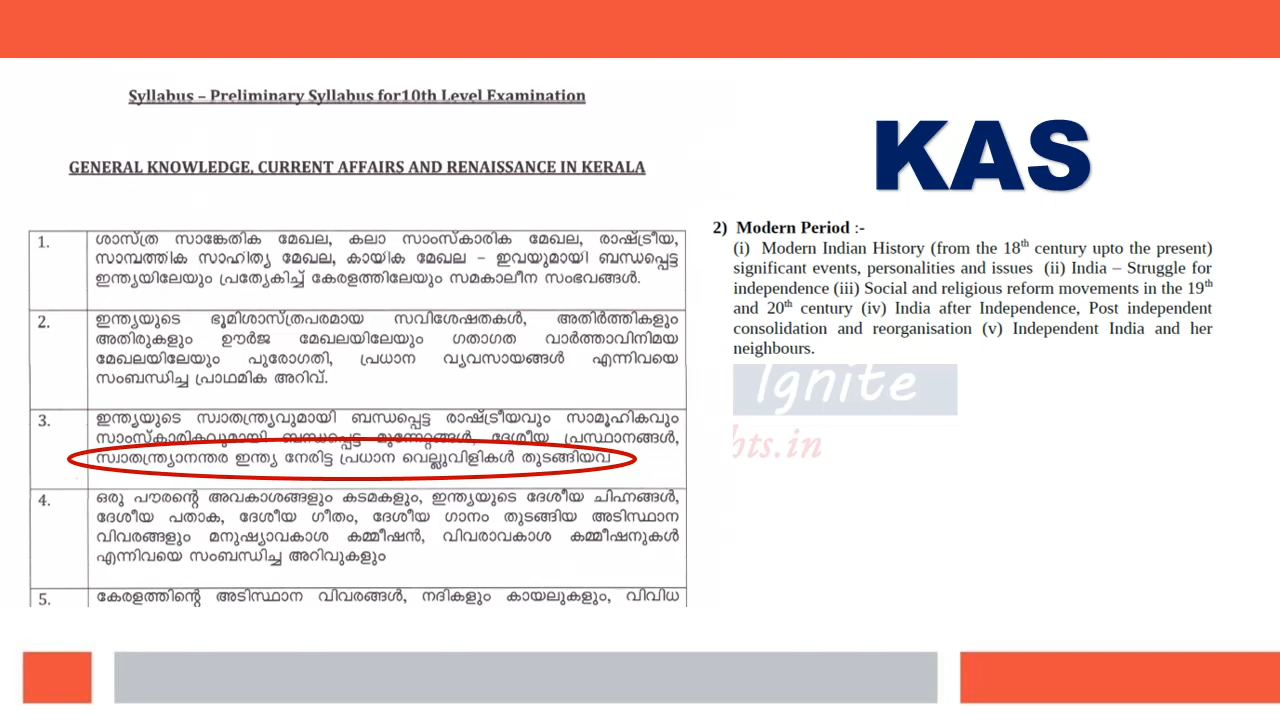 Syllabus – Preliminary Syllabus for10th Level Examination
GENERAL KNOWLEDGE, CURRENT AFFAIRS AND RENAISSANCE IN KERALA
1. ശാസ്ത്ര സാങ്കേതിക മേഖല, കലാ സാംസ്കാരിക മേഖല, രാഷ്ട്രീയ,
സാമ്പത്തിക സാഹിത്യ മേഖല, കായിക മേഖല – ഇവയുമായി ബന്ധപ്പെട്ട
ഇന്ത്യയിലേയും പ്രത്യേകിച്ച് കേരളത്തിലേയും സമകാലീന സംഭവങ്ങൾ.
2. ഇന്ത്യയുടെ ഭൂമിശാസ്ത്രപരമായ സവിശേഷതകൾ, അതിർത്തികളും
അതിരുകളും ഊർജ മേഖലയിലേയും ഗതാഗത വാർത്താവിനിമയ
മേഖലയിലേയും പുരോഗതി, പ്രധാന വ്യവസായങ്ങൾ എന്നിവയെ
സംബന്ധിച്ച പ്രാഥമിക അറിവ്.
3. ഇന്ത്യയുടെ സ്വാതന്ത്ര്യവുമായി ബന്ധപ്പെട്ട രാഷ്ട്രീയവും സാമൂഹികവും
സാംസ്കാരികവുമായി ബന്ധപ്പെട്ട മുന്നേറ്റങ്ങൾ, ദേശീയ പ്രസ്ഥാനങ്ങൾ,
സ്വാതന്ത്ര്യാനന്തര ഇന്ത്യ നേരിട്ട പ്രധാന വെല്ലുവിളികൾ തുടങ്ങിയവ
4. ഒരു പൗരന്റെ അവകാശങ്ങളും കടമകളും, ഇന്ത്യയുടെ ദേശീയ ചിഹ്നങ്ങൾ,
ദേശീയ പതാക, ദേശീയ ഗീതം, ദേശീയ ഗാനം തുടങ്ങിയ അടിസ്ഥാന
വിവരങ്ങളും മനുഷ്യാവകാശ കമ്മീഷൻ, വിവരാവകാശ കമ്മീഷനുകൾ
എന്നിവയെ സംബന്ധിച്ച അറിവുകളും
5. കേരളത്തിന്റെ അടിസ്ഥാന വിവരങ്ങൾ, നദികളും കായലുകളും, വിവിധ
KAS
2) Modern Period :-
(i) Modern Indian History (from the 18th century upto the present)
significant events, personalities and issues (ii) India – Struggle for
independence (iii) Social and religious reform movements in the 19th
and 20th century (iv) India after Independence, Post independent
consolidation and reorganisation (v) Independent India and her
neighbours.
Ignite
hts.in